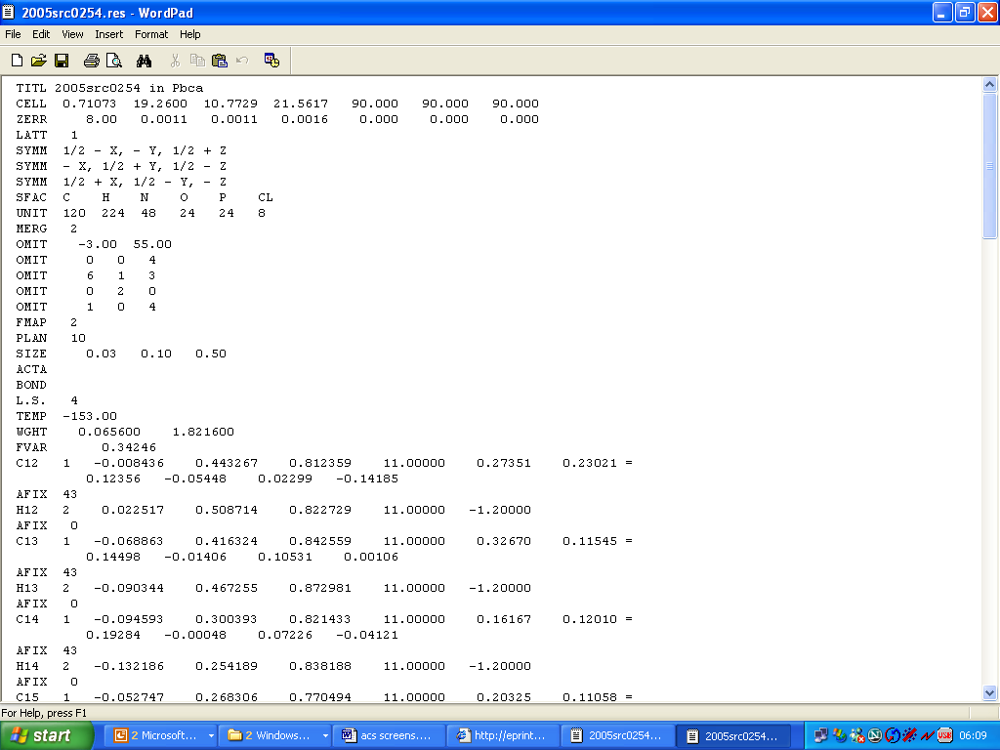 2005src0254.res - WordPad
File Edit View Insert Format Help
TITL 2005src0254 in Pbca
CELL 0.71073 19.2600 10.7729 21.5617 90.000 90.000 90.000
ZERR 8.00 0.0011 0.0011 0.0016 0.000 0.000 0.000
LATT 1
SYMM 1/2 - X, - Y, 1/2 + Z
SYMM - X, 1/2 + Y, 1/2 - Z
SYMM 1/2 + X, 1/2 - Y, - Z
SFAC C H N O P CL
UNIT 120 224 48 24 24 8
MERG 2
OMIT -3.00 55.00
OMIT 0 0 4
OMIT 6 1 3
OMIT 0 2 0
OMIT 1 0 4
FMAP 2
PLAN 10
SIZE 0.03 0.10 0.50
ACTA
BOND
L.S. 4
TEMP -153.00
WGHT 0.065600 1.821600
FVAR 0.34246
C12 1 -0.008436 0.443267 0.812359 11.00000 0.27351 0.23021 =
0.12356 -0.05448 0.02299 -0.14185
AFIX 43
H12 2 0.022517 0.508714 0.822729 11.00000 -1.20000
AFIX 0
C13 1 -0.068863 0.416324 0.842559 11.00000 0.32670 0.11545 =
0.14498 -0.01406 0.10531 0.00106
AFIX 43
H13 2 -0.090344 0.467255 0.872981 11.00000 -1.20000
AFIX 0
C14 1 -0.094593 0.300393 0.821433 11.00000 0.16167 0.12010 =
0.19284 -0.00048 0.07226 -0.04121
AFIX 43
H14 2 -0.132186 0.254189 0.838188 11.00000 -1.20000
AFIX 0
C15 1 -0.052747 0.268306 0.770494 11.00000 0.20325 0.11058 =
For Help, press F1
start 2 Microsoft... 2 Windows... acs screens.... http://eprint... 2005src0254... 2005src0254... USB 06:09